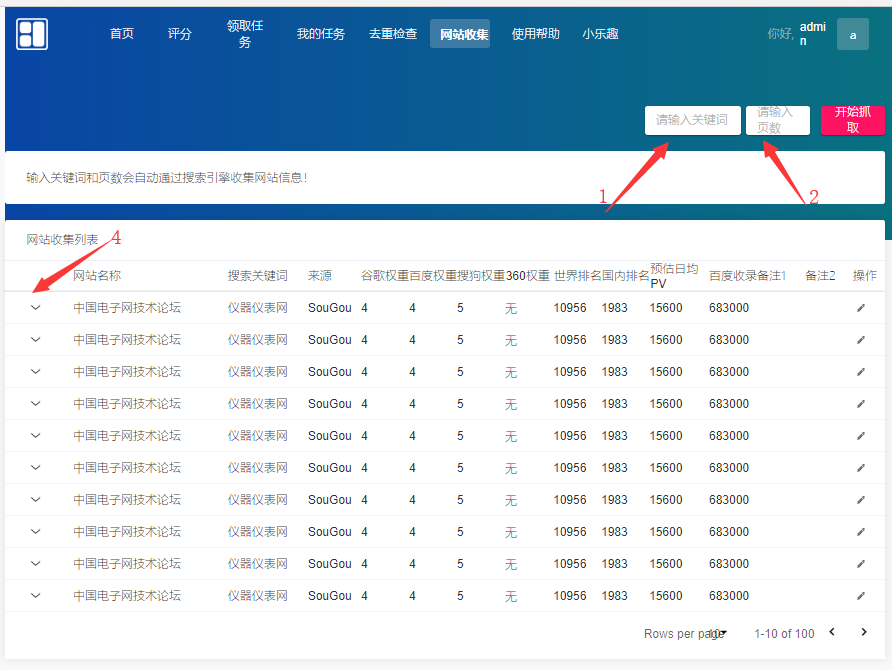 首页 评分 领取任务 我的任务 去重检查 网站收集 使用帮助 小乐趣 你好, admin a
请输入关键词 请输入页数 开始抓取
1 2
输入关键词和页数会自动通过搜索引擎收集网站信息!
网站收集列表 4
网站名称 搜索关键词 来源 谷歌权重 百度权重 搜狗权重 360权重 世界排名 国内排名 预估日均PV 百度收录 备注1 备注2 操作
中国电子网技术论坛 仪器仪表网 SouGou 4 4 5 无 10956 1983 15600 683000
中国电子网技术论坛 仪器仪表网 SouGou 4 4 5 无 10956 1983 15600 683000
中国电子网技术论坛 仪器仪表网 SouGou 4 4 5 无 10956 1983 15600 683000
中国电子网技术论坛 仪器仪表网 SouGou 4 4 5 无 10956 1983 15600 683000
中国电子网技术论坛 仪器仪表网 SouGou 4 4 5 无 10956 1983 15600 683000
中国电子网技术论坛 仪器仪表网 SouGou 4 4 5 无 10956 1983 15600 683000
中国电子网技术论坛 仪器仪表网 SouGou 4 4 5 无 10956 1983 15600 683000
中国电子网技术论坛 仪器仪表网 SouGou 4 4 5 无 10956 1983 15600 683000
中国电子网技术论坛 仪器仪表网 SouGou 4 4 5 无 10956 1983 15600 683000
中国电子网技术论坛 仪器仪表网 SouGou 4 4 5 无 10956 1983 15600 683000
Rows per page 10 1-10 of 100